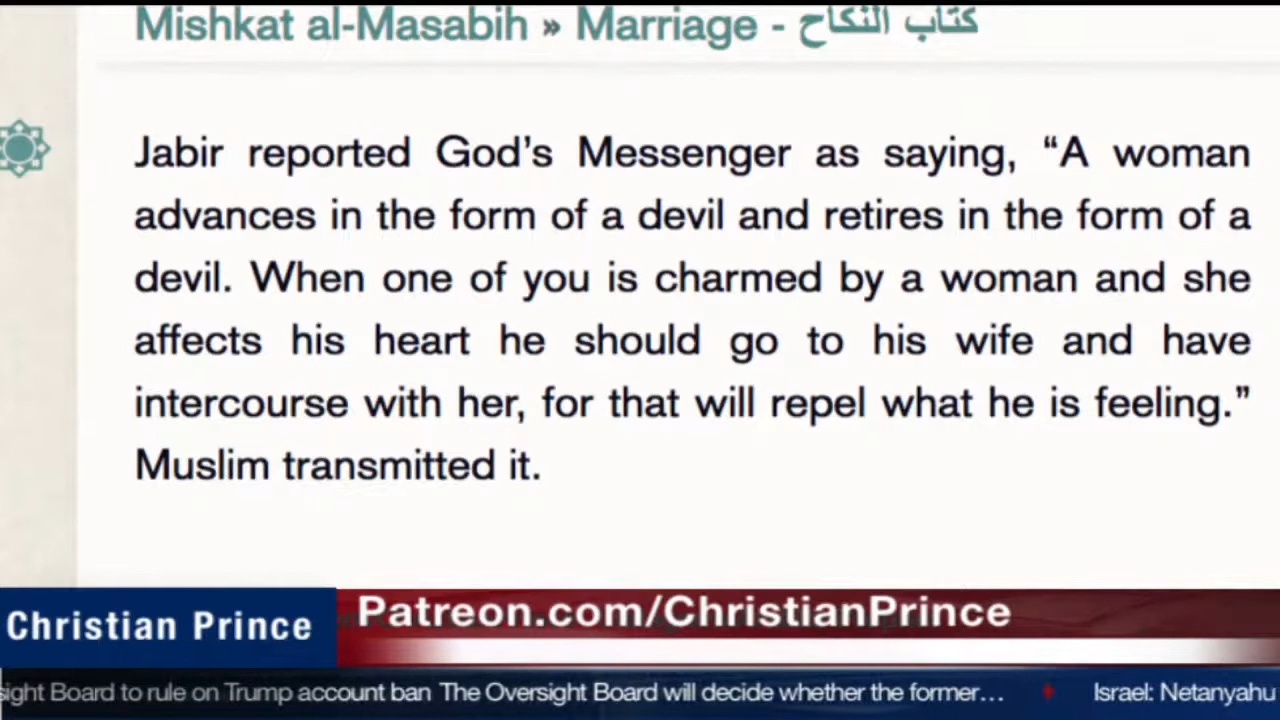 Mishkat al-Masabih » Marriage - كتاب النكاح
Jabir reported God's Messenger as saying, “A woman
advances in the form of a devil and retires in the form of a
devil. When one of you is charmed by a woman and she
affects his heart he should go to his wife and have
intercourse with her, for that will repel what he is feeling.”
Muslim transmitted it.
Christian Prince
Patreon.com/ChristianPrince
sight Board to rule on Trump account ban The Oversight Board will decide whether the former... Israel: Netanyahu